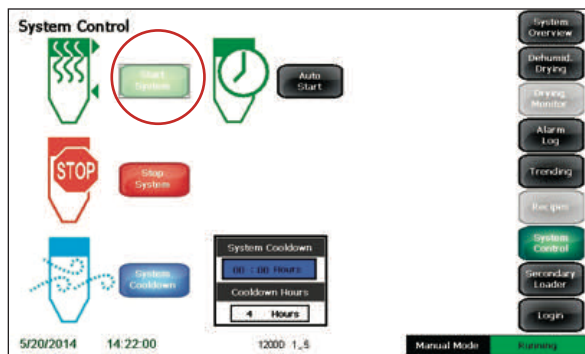 System Control
Start
System
Auto
Start
STOP
Stop
System
System
Cooldown
System Cooldown
00 : 00 Hours
Cooldown Hours
4 Hours
System
Overview
Dehumid.
Drying
Drying
Monitor
Alarm
Log
Trending
Recipes
System
Control
Secondary
Loader
Login
5/20/2014 14:22:00 12000 1_5 Manual Mode Running